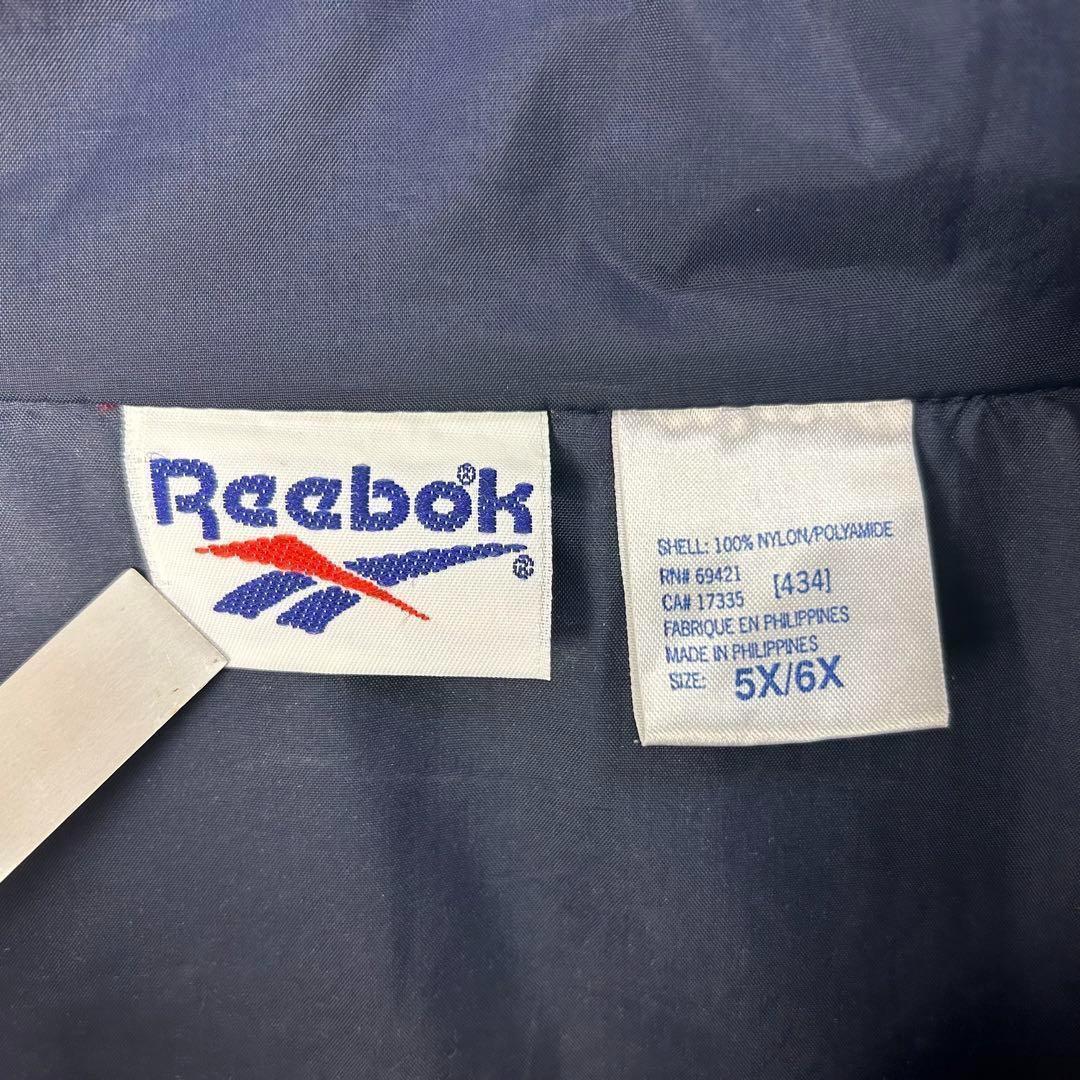 Reebok®
®
SHELL: 100% NYLON/POLYAMIDE
RN# 69421 [434]
CA# 17335
FABRIQUE EN PHILIPPINES
MADE IN PHILIPPINES
SIZE: 5X/6X